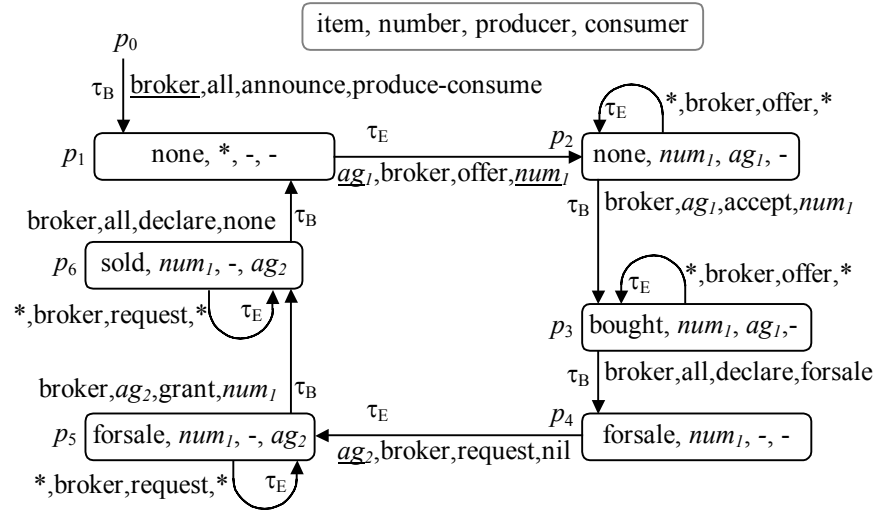 item, number, producer, consumer
p0
τB
broker,all,announce,produce-consume
p1
none, *, -, -
τE
ag1,broker,offer,num1
p2
τE
*,broker,offer,*
none, num1, ag1, -
τB
broker,ag1,accept,num1
τE
*,broker,offer,*
p3
bought, num1, ag1,-
τB
broker,all,declare,forsale
p4
forsale, num1, -, -
τE
ag2,broker,request,nil
p5
forsale, num1, -, ag2
*,broker,request,*
τE
broker,ag2,grant,num1
τB
p6
sold, num1, -, ag2
*,broker,request,*
τE
broker,all,declare,none
τB